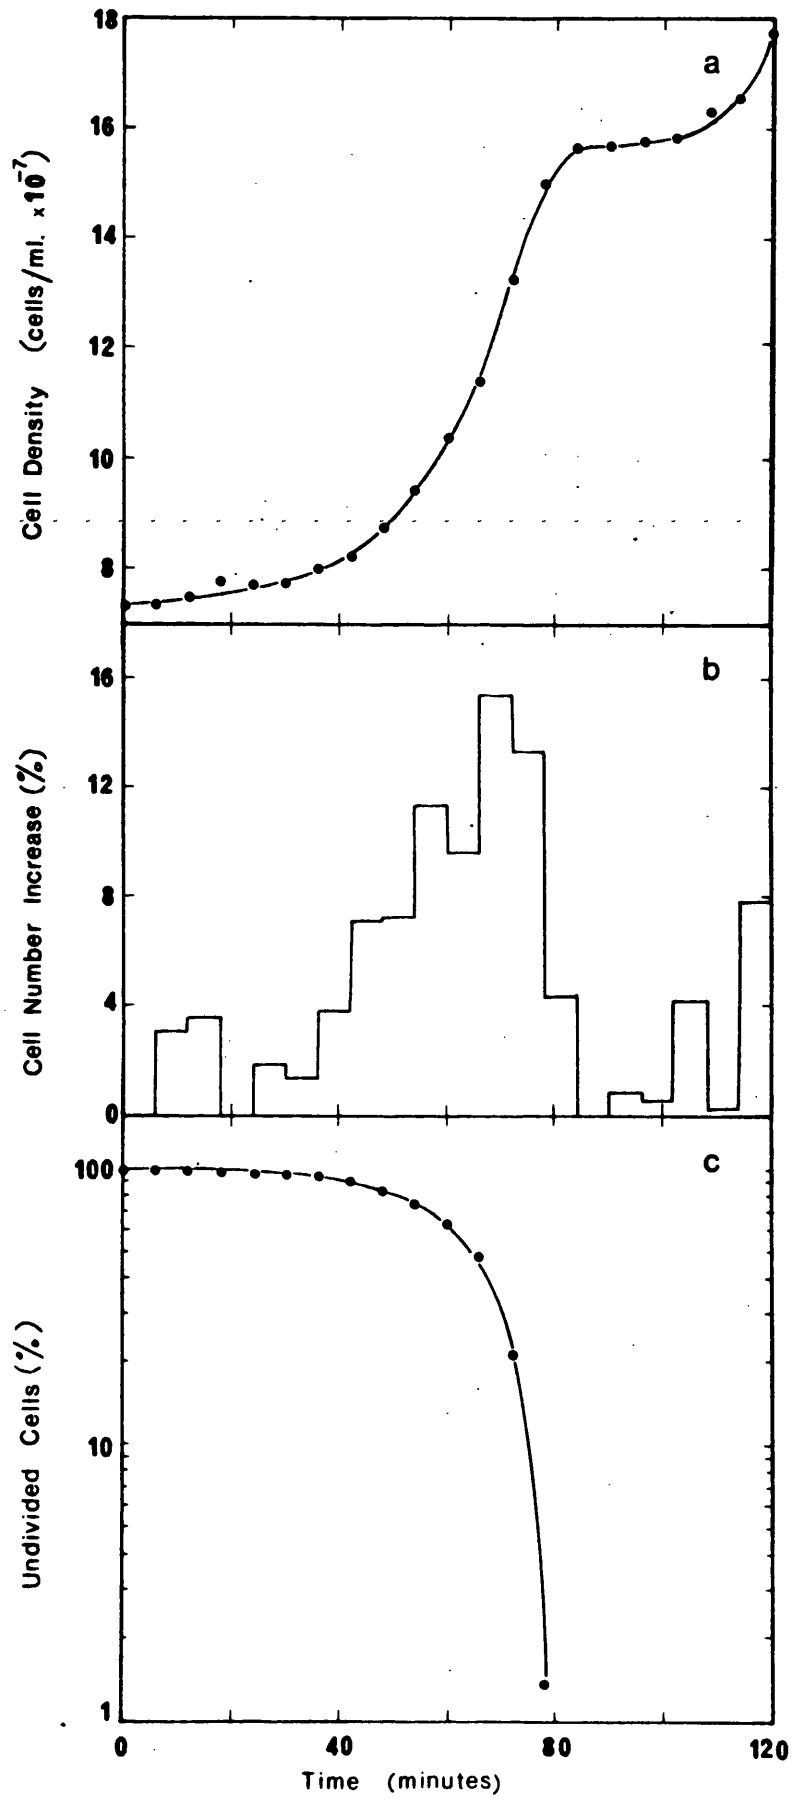 a
Cell Density (cells/ml. x10⁻⁷)
18
16
14
12
10
8
b
Cell Number Increase (%)
16
12
8
4
0
c
Undivided Cells (%)
100
10
1
0 40 80 120
Time (minutes)